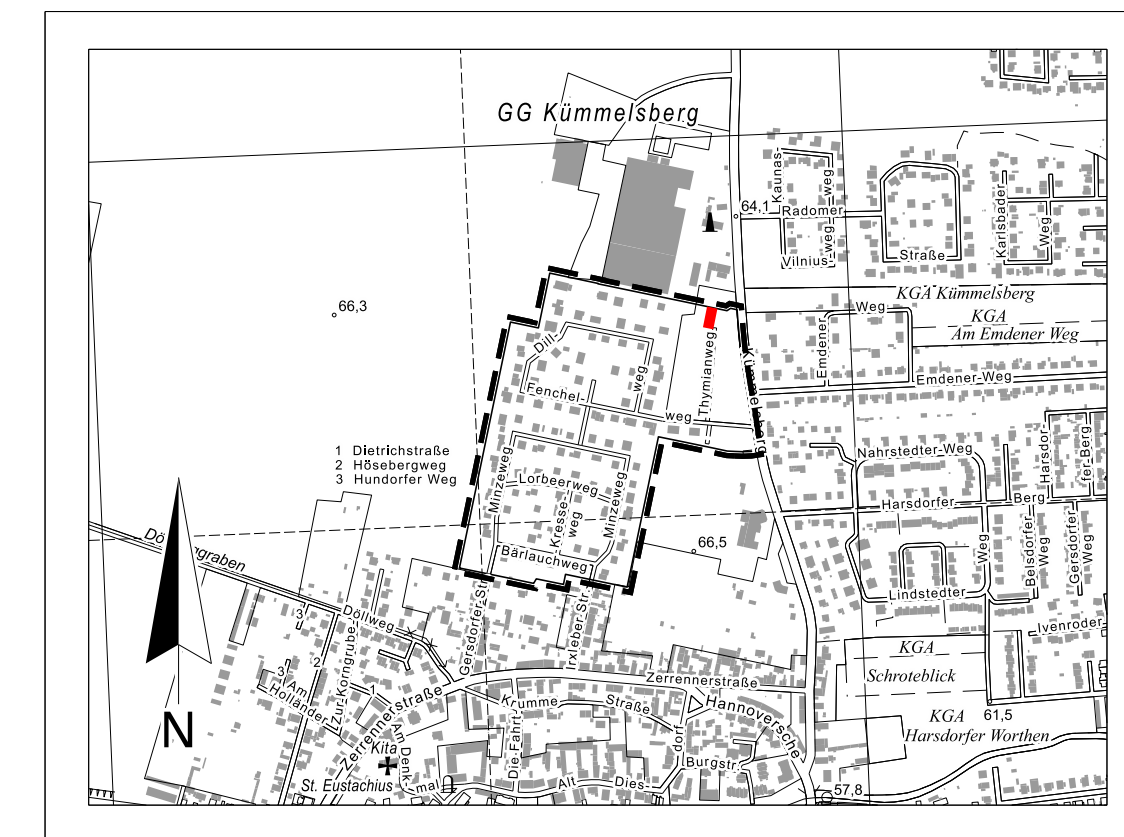 GG Kümmelsberg
64,1
Kaunas-
weg
Radomer
Vilnius-
weg
Straße
Karlsbader
Weg
KGA Kümmelsberg
KGA
Am Emdener Weg
66,3
Weg
Emdener
Emdener-Weg
Dill-
weg
Thymianweg
Kümmelsberg
Fenchel-
weg
1 Dietrichstraße
2 Hösebergweg
3 Hundorfer Weg
Minzeweg
Lorbeerweg
Kresse-
weg
Minzeweg
Bärlauchweg
66,5
Nahrstedter-Weg
Harsdorfer
Berg
Harsdor-
fer-Berg
Weg
Belsdorfer
Weg
Gersdorfer
Weg
Lindstedter
Ivenroder
KGA
Schroteblick
KGA
Harsdorfer Worthen
61,5
57,8
engraben
Döllweg
Gersdorfer Str.
Irxleber Str.
3
2
3
1
Am
Holländer
Zur Korngrube
Zerrennerstraße
Zerrennerstraße
Krumme
Straße
Hannoversche
Die Fahrt
Am Denk-
mal
Kita
St. Eustachius
Alt
Dies-
dorf
Burgstr.
N